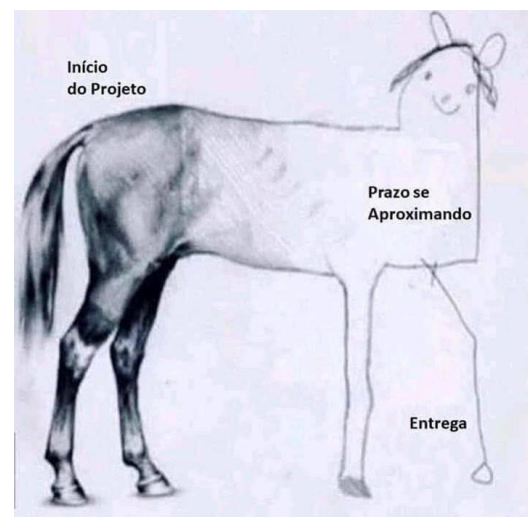 Início
do Projeto
Prazo se
Aproximando
Entrega